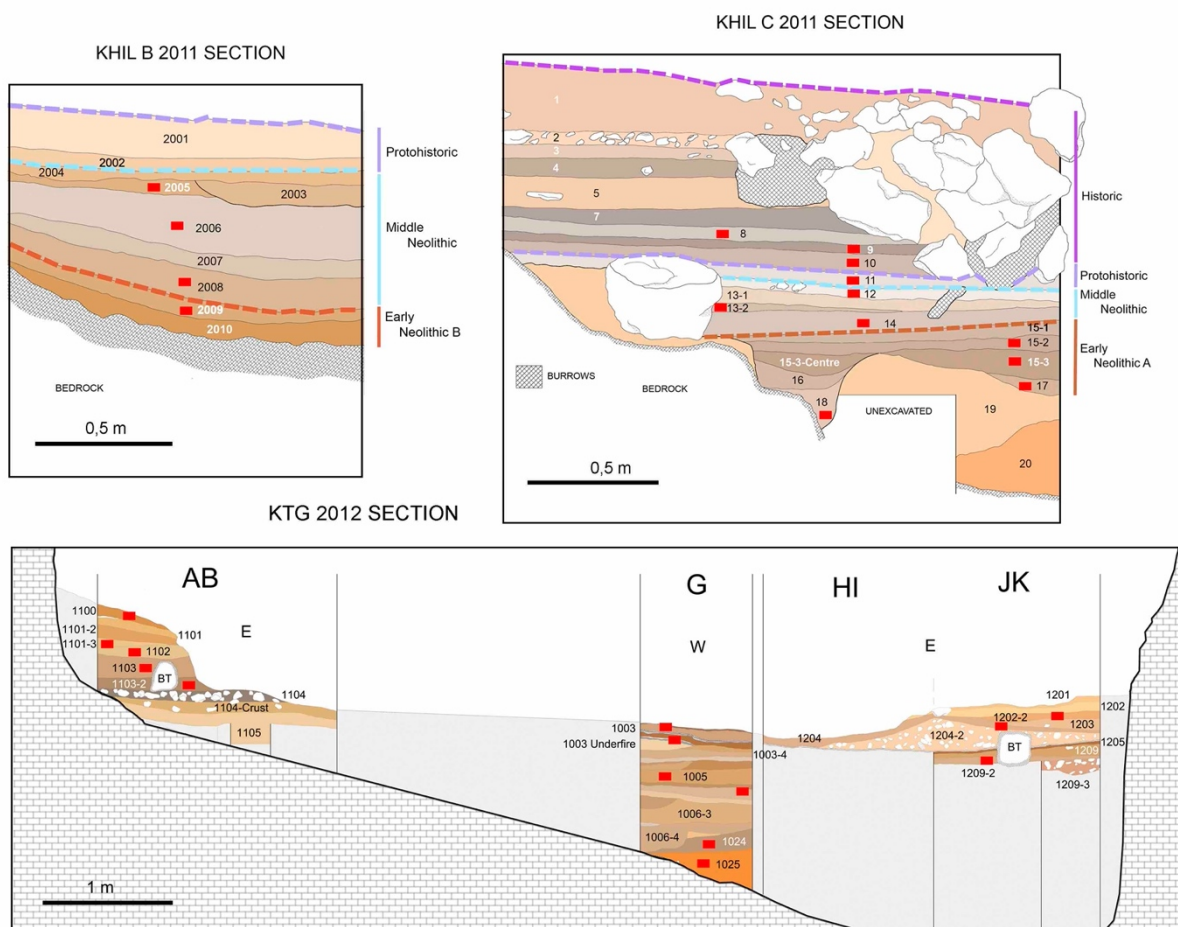 KHIL B 2011 SECTION
2001
2002
2004
2005
2003
2006
2007
2008
2009
2010
Protohistoric
Middle
Neolithic
Early
Neolithic B
BEDROCK
0,5 m
KHIL C 2011 SECTION
1
2
3
4
5
7
8
9
10
11
12
13-1
13-2
14
15-1
15-2
15-3-Centre
15-3
16
17
18
19
20
Historic
Protohistoric
Middle
Neolithic
Early
Neolithic A
BURROWS
BEDROCK
UNEXCAVATED
0,5 m
KTG 2012 SECTION
AB
G
HI
JK
E
W
E
1100
1101-2
1101
1101-3
1102
1103
BT
1103-2
1104
1104-Crust
1105
1003
1003 Underfire
1003-4
1005
1006-3
1006-4
1024
1025
1204
1204-2
1201
1202
1202-2
1203
1205
BT
1209
1209-2
1209-3
1 m